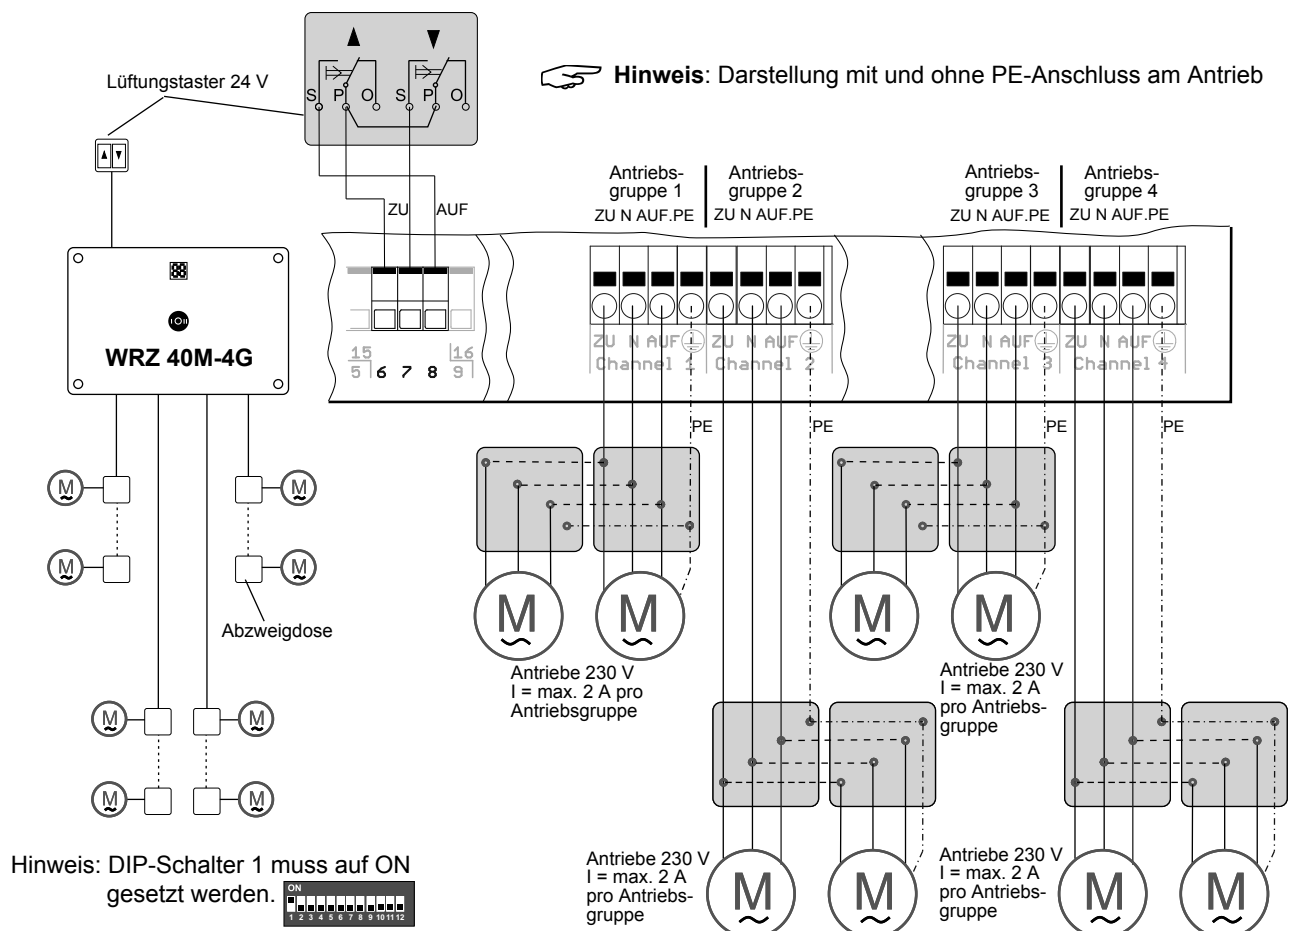 Lüftungstaster 24 V
S P O S P O
Hinweis: Darstellung mit und ohne PE-Anschluss am Antrieb
ZU AUF
Antriebs-
gruppe 1
ZU N AUF.PE
Antriebs-
gruppe 2
ZU N AUF.PE
Antriebs-
gruppe 3
ZU N AUF.PE
Antriebs-
gruppe 4
ZU N AUF.PE
I O II
WRZ 40M-4G
15 16
5 6 7 8 9
ZU N AUF
Channel 1
ZU N AUF
Channel 2
ZU N AUF
Channel 3
ZU N AUF
Channel 4
PE
PE
PE
PE
M
M
M
M
Abzweigdose
M
M
M
M
M
M
M
M
Antriebe 230 V
I = max. 2 A pro
Antriebsgruppe
Antriebe 230 V
I = max. 2 A
pro Antriebs-
gruppe
Antriebe 230 V
I = max. 2 A
pro Antriebs-
gruppe
M
M
Antriebe 230 V
I = max. 2 A
pro Antriebs-
gruppe
M
M
Hinweis: DIP-Schalter 1 muss auf ON
gesetzt werden.
ON
1 2 3 4 5 6 7 8 9 10 11 12